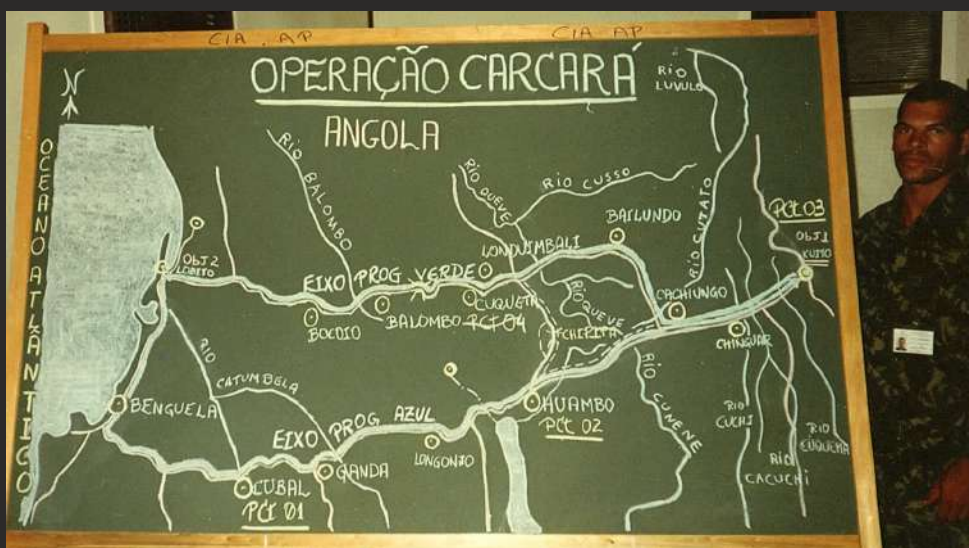 CIA. AP
CIA AP
OPERAÇÃO CARCARÁ
ANGOLA
N
OCEANO ATLÂNTICO
RIO BALOMBO
RIO QUEVE
RIO CUSSO
RIO LUVULO
RIO CUTATO
PCt 03
ObJ 1
KUITO
ObJ 2
LOBITO
EIXO PROG VERDE
LONDUIMBALI
BAILUNDO
BOCOIO
BALOMBO
PCt 04
CUQUETA
RIO QUEVE
CACHIUNGO
CHINGUAR
BENGUELA
RIO
CATUMBELA
EIXO PROG AZUL
HUAMBO
PCt 02
RIO CUNENE
RIO CUCHI
RIO CACUCHI
RIO CUQUEMA
LONGONJO
GANDA
CUBAL
PCt 01